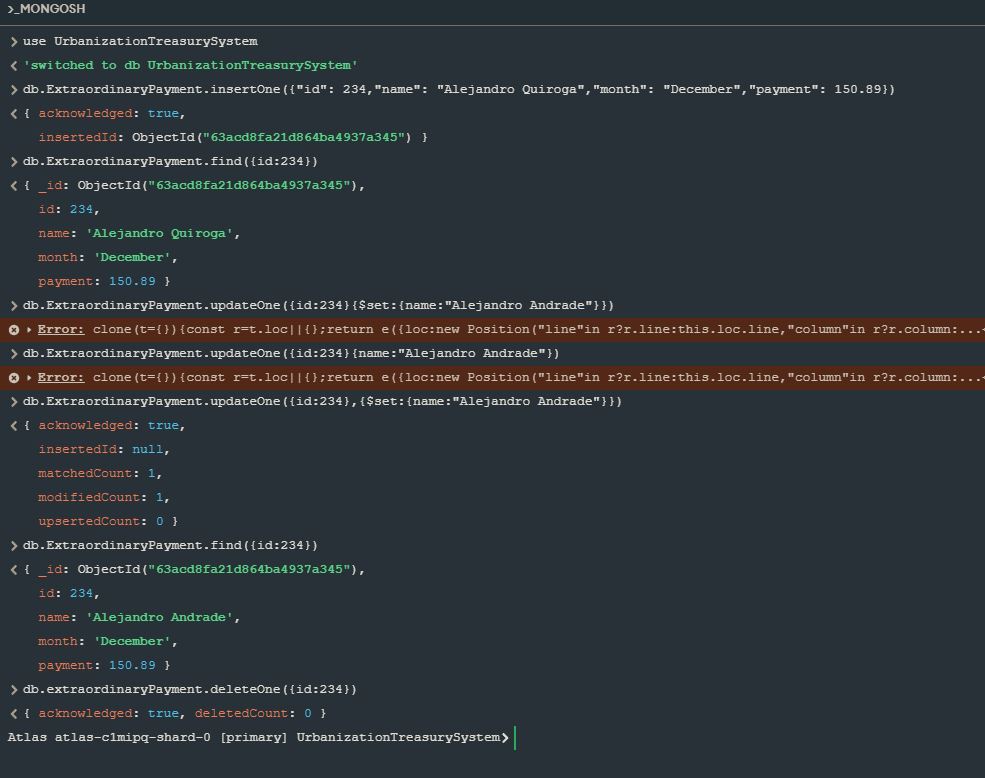 >_MONGOSH
> use UrbanizationTreasurySystem
< 'switched to db UrbanizationTreasurySystem'
> db.ExtraordinaryPayment.insertOne({"id": 234,"name": "Alejandro Quiroga","month": "December","payment": 150.89})
< { acknowledged: true,
insertedId: ObjectId("63acd8fa21d864ba4937a345") }
> db.ExtraordinaryPayment.find({id:234})
< { _id: ObjectId("63acd8fa21d864ba4937a345"),
id: 234,
name: 'Alejandro Quiroga',
month: 'December',
payment: 150.89 }
> db.ExtraordinaryPayment.updateOne({id:234}{$set:{name:"Alejandro Andrade"}})
Error: clone(t={}){const r=t.loc||{};return e({loc:new Position("line"in r?r.line:this.loc.line,"column"in r?r.column:...
> db.ExtraordinaryPayment.updateOne({id:234}{name:"Alejandro Andrade"})
Error: clone(t={}){const r=t.loc||{};return e({loc:new Position("line"in r?r.line:this.loc.line,"column"in r?r.column:...
> db.ExtraordinaryPayment.updateOne({id:234},{$set:{name:"Alejandro Andrade"}})
< { acknowledged: true,
insertedId: null,
matchedCount: 1,
modifiedCount: 1,
upsertedCount: 0 }
> db.ExtraordinaryPayment.find({id:234})
< { _id: ObjectId("63acd8fa21d864ba4937a345"),
id: 234,
name: 'Alejandro Andrade',
month: 'December',
payment: 150.89 }
> db.extraordinaryPayment.deleteOne({id:234})
< { acknowledged: true, deletedCount: 0 }
Atlas atlas-c1mipq-shard-0 [primary] UrbanizationTreasurySystem>